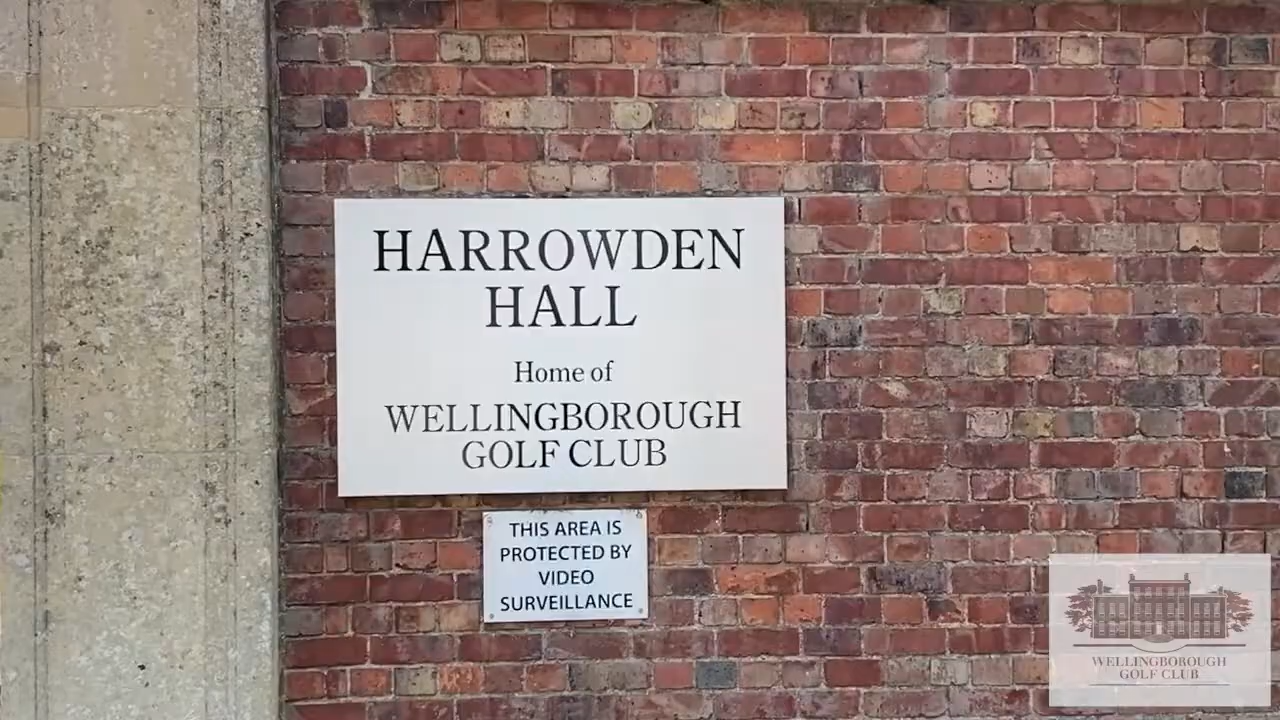 HARROWDEN
HALL
Home of
WELLINGBOROUGH
GOLF CLUB
THIS AREA IS
PROTECTED BY
VIDEO
SURVEILLANCE
WELLINGBOROUGH
GOLF CLUB